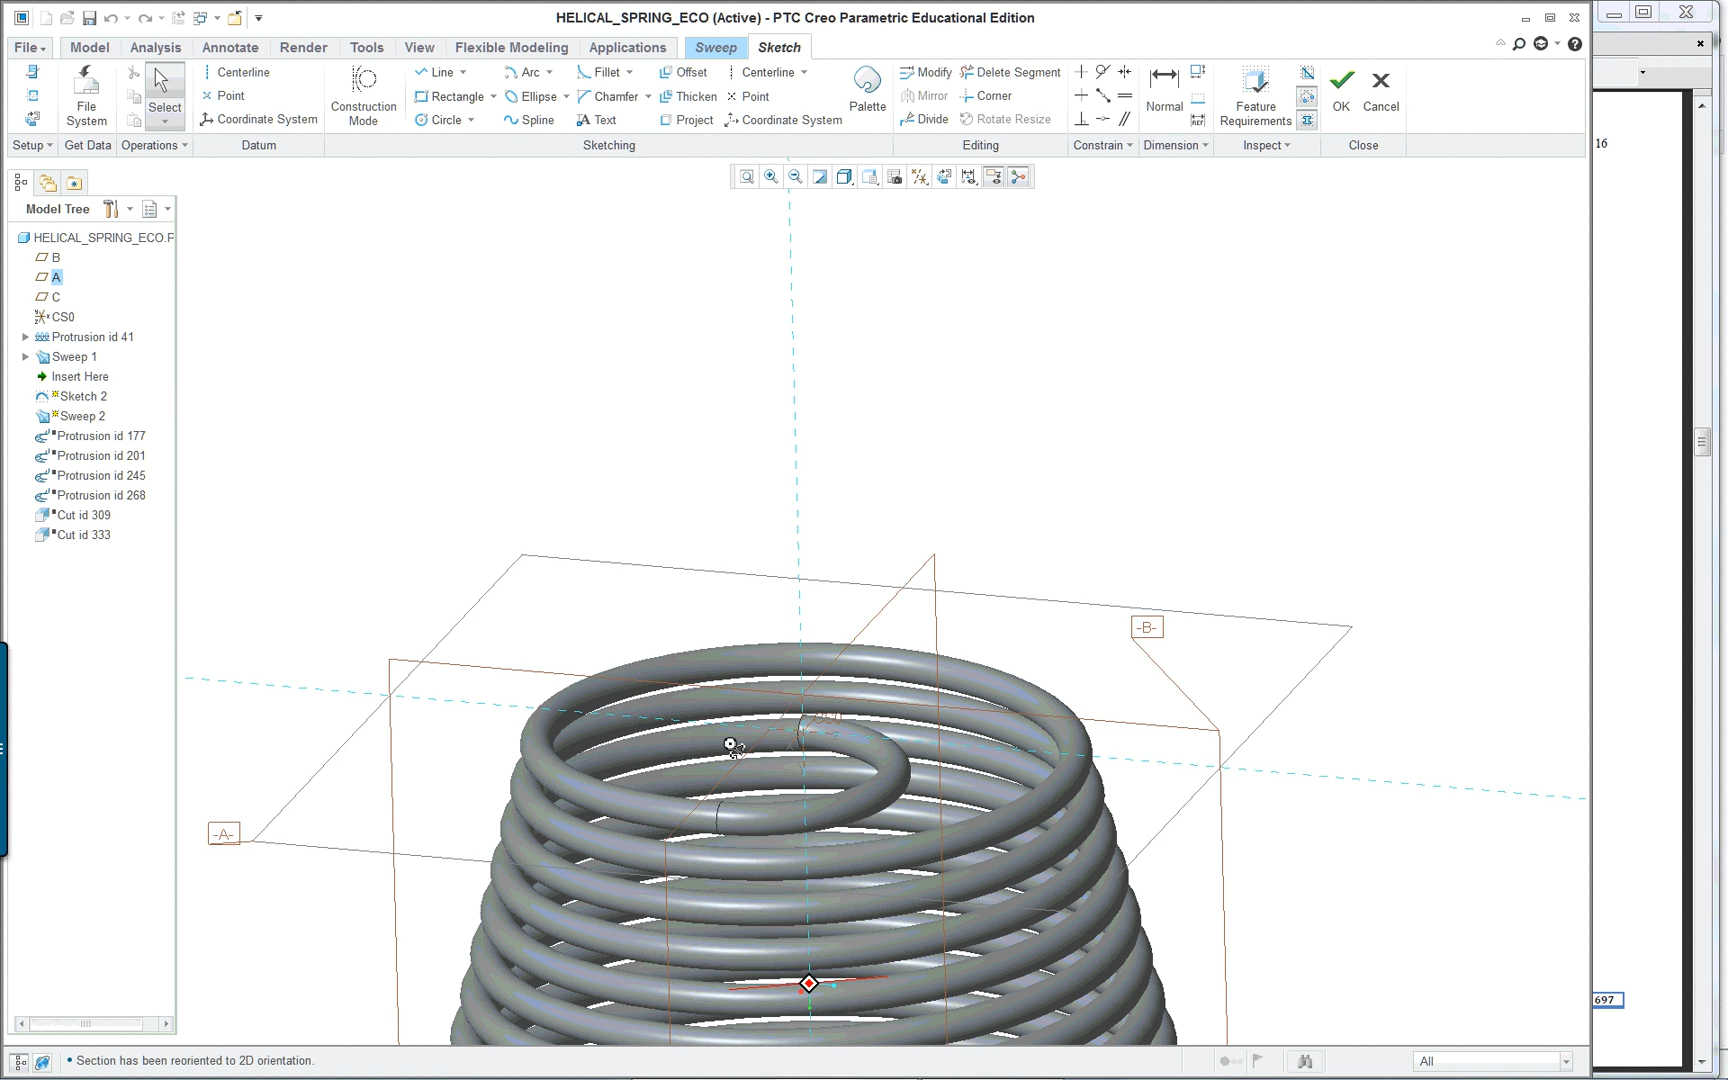 HELICAL_SPRING_ECO (Active) - PTC Creo Parametric Educational Edition
File Model Analysis Annotate Render Tools View Flexible Modeling Applications Sweep Sketch
File System
Select
Centerline
Point
Coordinate System
Construction Mode
Line Arc Fillet Offset Centerline
Rectangle Ellipse Chamfer Thicken Point
Circle Spline Text Project Coordinate System
Palette
Modify Delete Segment
Mirror Corner
Divide Rotate Resize
Normal
Feature Requirements
OK Cancel
Setup Get Data Operations Datum Sketching Editing Constrain Dimension Inspect Close
16
Model Tree
HELICAL_SPRING_ECO.F
B
A
C
CS0
Protrusion id 41
Sweep 1
Insert Here
Sketch 2
Sweep 2
Protrusion id 177
Protrusion id 201
Protrusion id 245
Protrusion id 268
Cut id 309
Cut id 333
-B-
-A-
697
Section has been reoriented to 2D orientation.
All